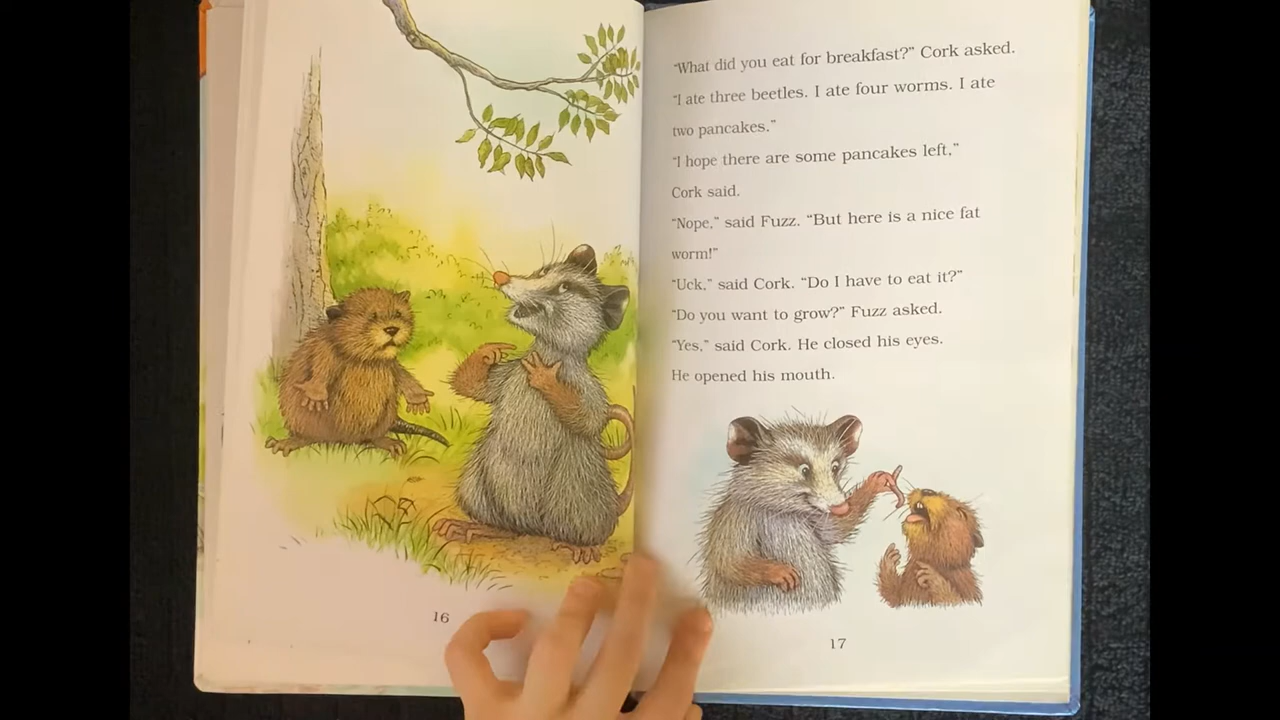 “What did you eat for breakfast?” Cork asked.
“I ate three beetles. I ate four worms. I ate
two pancakes.”
“I hope there are some pancakes left,”
Cork said.
“Nope,” said Fuzz. “But here is a nice fat
worm!”
“Uck,” said Cork. “Do I have to eat it?”
“Do you want to grow?” Fuzz asked.
“Yes,” said Cork. He closed his eyes.
He opened his mouth.
16
17